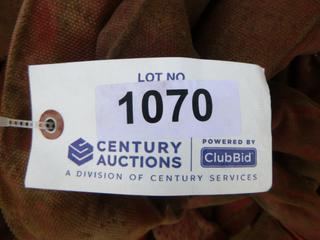 LOT NO
1070
CENTURY AUCTIONS
POWERED BY
ClubBid
A DIVISION OF CENTURY SERVICES